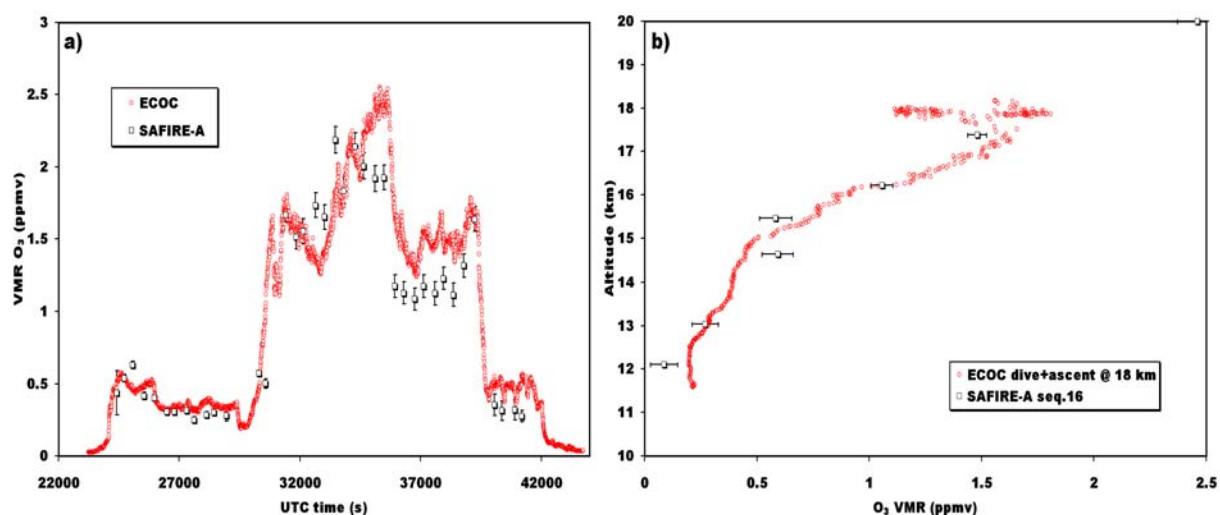 a)
3
2.5
2
1.5
1
0.5
0
VMR O₃ (ppmv)
ECOC
SAFIRE-A
22000 27000 32000 37000 42000
UTC time (s)
b)
20
19
18
17
16
15
14
13
12
11
10
Altitude (km)
ECOC dive+ascent @ 18 km
SAFIRE-A seq.16
0 0.5 1 1.5 2 2.5
O₃ VMR (ppmv)